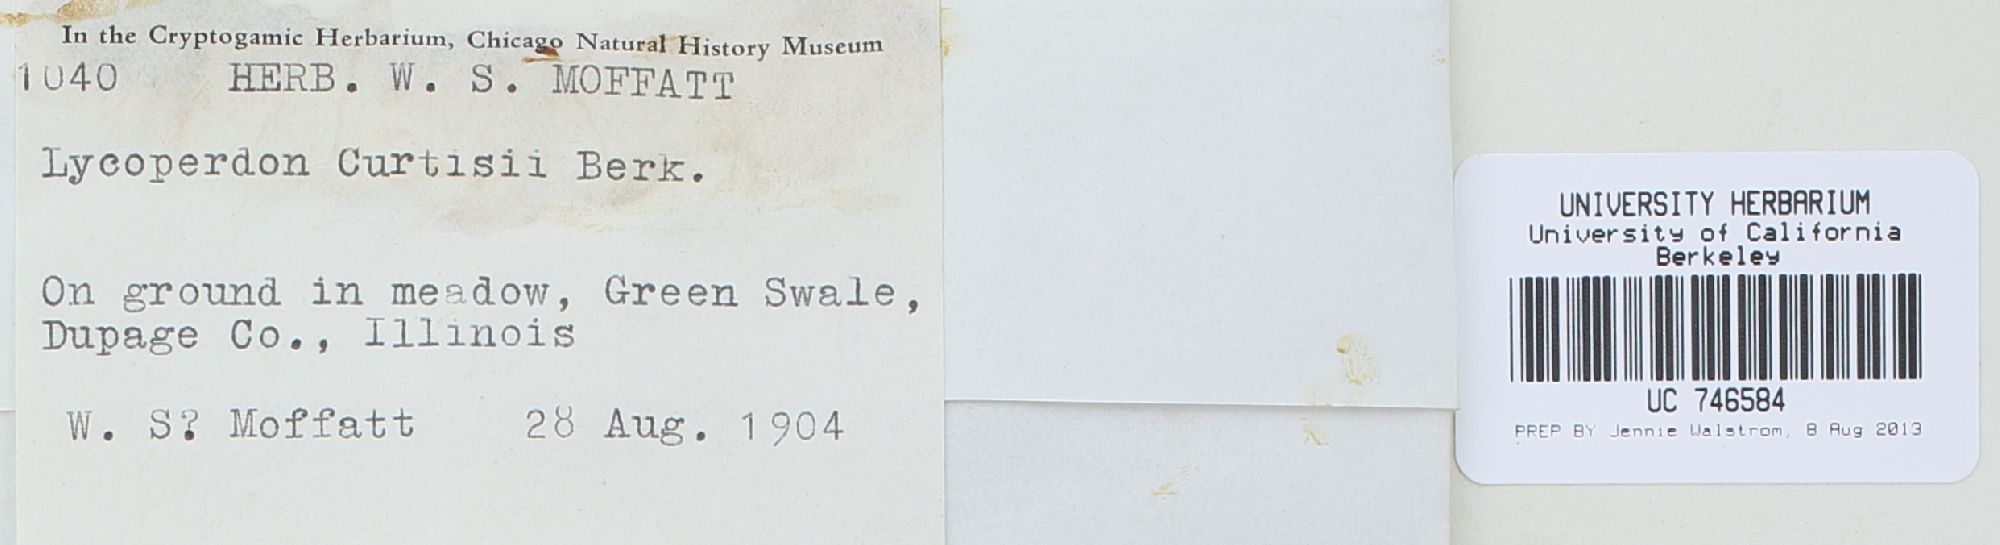 In the Cryptogamic Herbarium, Chicago Natural History Museum
1040 HERB. W. S. MOFFATT
Lycoperdon Curtisii Berk.
On ground in meadow, Green Swale,
Dupage Co., Illinois
W. S? Moffatt 28 Aug. 1904
UNIVERSITY HERBARIUM
University of California
Berkeley
UC 746584
PREP BY Jennie Walstrom, 8 Aug 2013